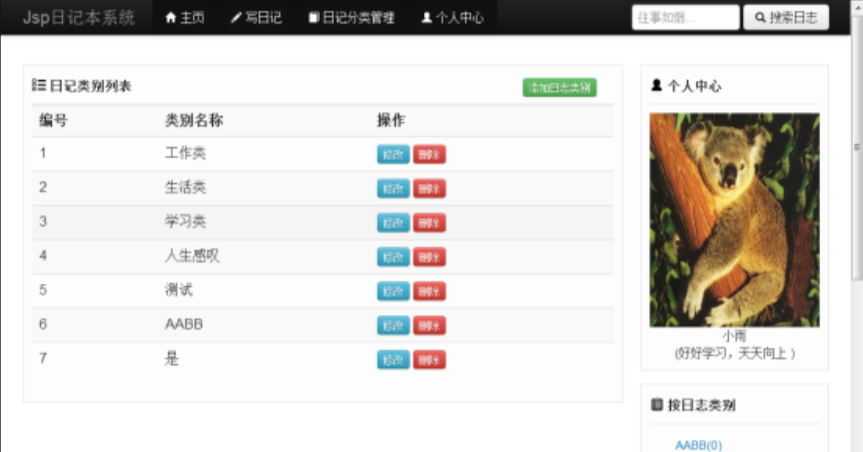 Jsp日记本系统 主页 写日记 日记分类管理 个人中心 往事如烟... 搜索日志
日记类别列表 添加日志类别
编号 类别名称 操作
1 工作类 修改 删除
2 生活类 修改 删除
3 学习类 修改 删除
4 人生感叹 修改 删除
5 测试 修改 删除
6 AABB 修改 删除
7 是 修改 删除
个人中心
小雨
(好好学习，天天向上 )
按日志类别
AABB(0)